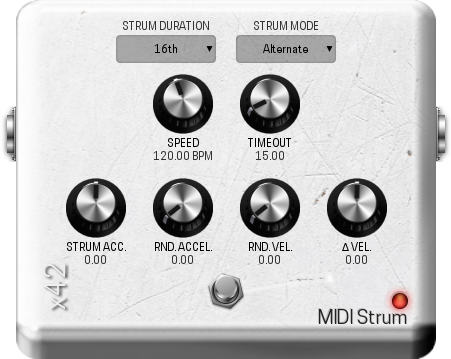 STRUM DURATION STRUM MODE
16th Alternate
SPEED TIMEOUT
120.00 BPM 15.00
STRUM ACC. RND.ACCEL. RND.VEL. Δ VEL.
0.00 0.00 0.00 0.00
x42
MIDI Strum